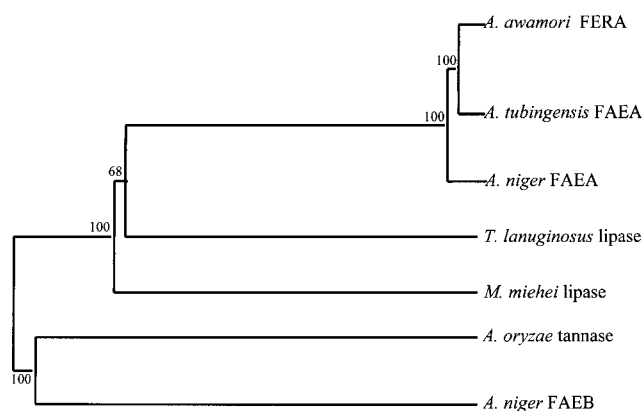 A. awamori FERA
100
A. tubingensis FAEA
100
A. niger FAEA
68
T. lanuginosus lipase
100
M. miehei lipase
A. oryzae tannase
100
A. niger FAEB